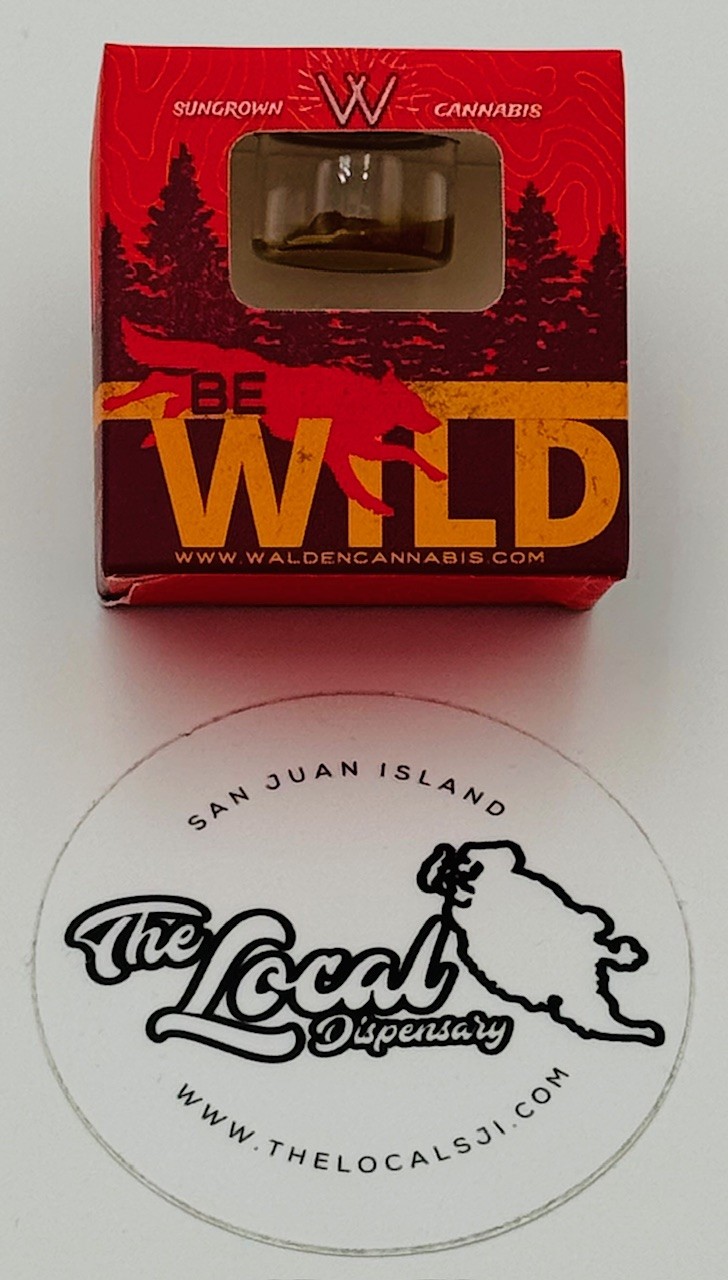 SUNGROWN W CANNABIS
BE
WILD
WWW.WALDENCANNABIS.COM
SAN JUAN ISLAND
The
Local
Dispensary
WWW.THELOCALSJI.COM